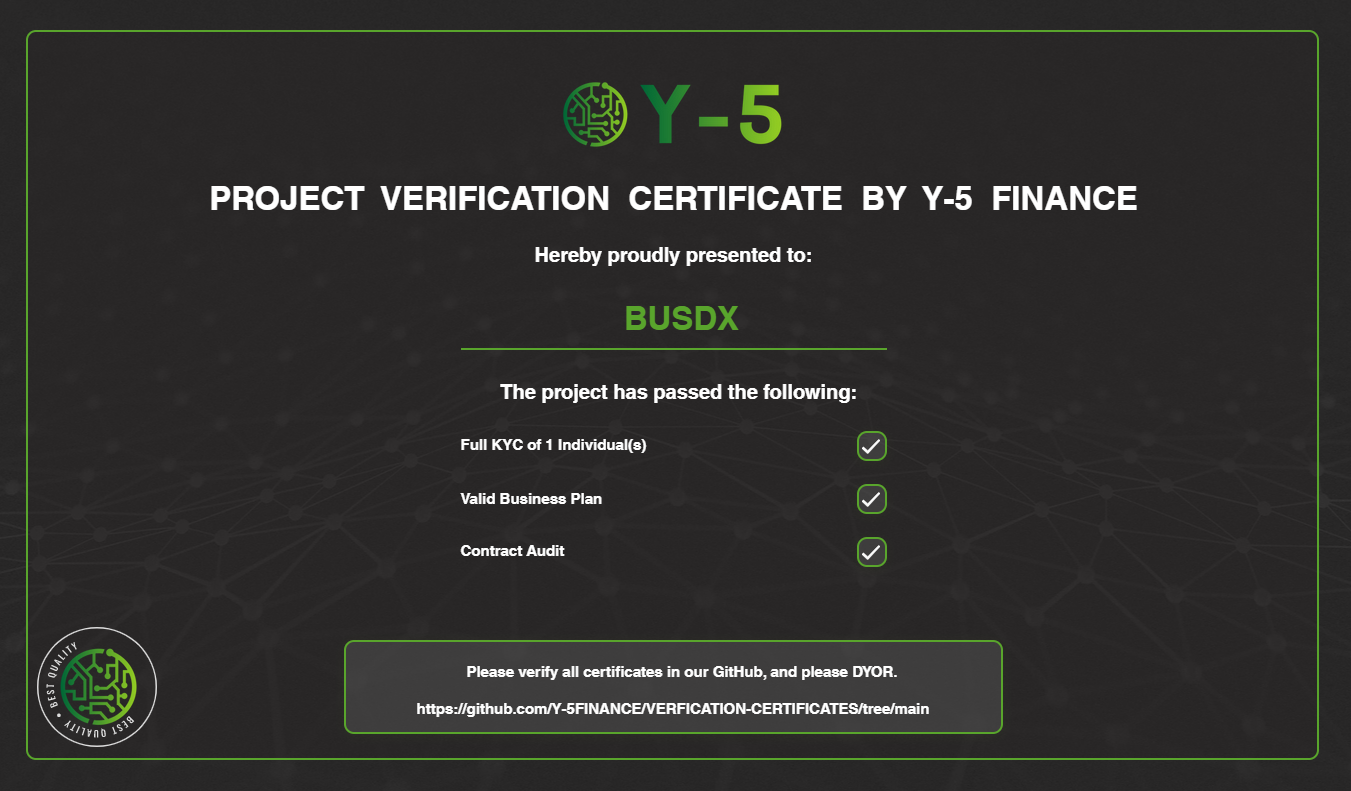 Y-5
PROJECT VERIFICATION CERTIFICATE BY Y-5 FINANCE
Hereby proudly presented to:
BUSDX
The project has passed the following:
Full KYC of 1 Individual(s)
Valid Business Plan
Contract Audit
BEST QUALITY • BEST QUALITY
Please verify all certificates in our GitHub, and please DYOR.
https://github.com/Y-5FINANCE/VERFICATION-CERTIFICATES/tree/main